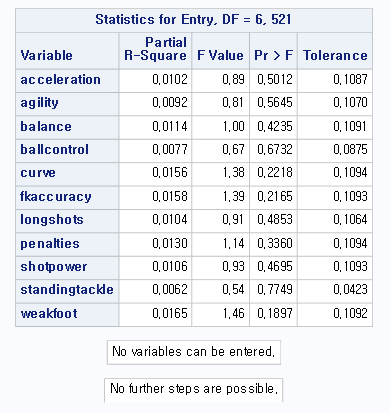 Statistics for Entry, DF = 6, 521
Variable Partial R-Square F Value Pr > F Tolerance
acceleration 0,0102 0,89 0,5012 0,1087
agility 0,0092 0,81 0,5645 0,1070
balance 0,0114 1,00 0,4235 0,1091
ballcontrol 0,0077 0,67 0,6732 0,0875
curve 0,0156 1,38 0,2218 0,1094
fkaccuracy 0,0158 1,39 0,2165 0,1093
longshots 0,0104 0,91 0,4853 0,1064
penalties 0,0130 1,14 0,3360 0,1094
shotpower 0,0106 0,93 0,4695 0,1093
standingtackle 0,0062 0,54 0,7749 0,0423
weakfoot 0,0165 1,46 0,1897 0,1092
No variables can be entered,
No further steps are possible,